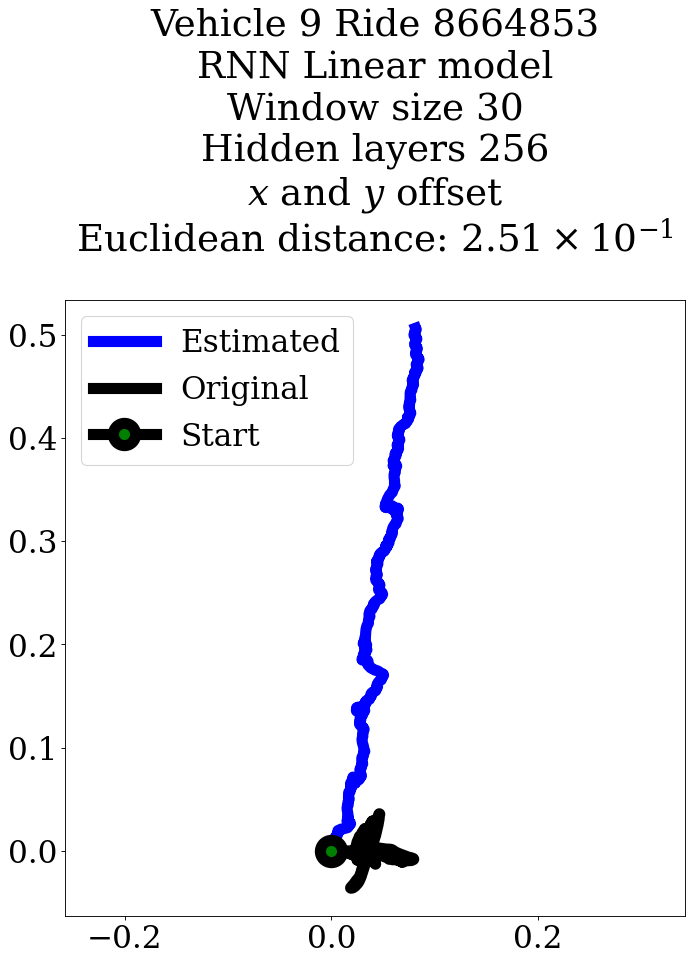 Vehicle 9 Ride 8664853
RNN Linear model
Window size 30
Hidden layers 256
x and y offset
Euclidean distance: 2.51 × 10⁻¹
Estimated
Original
Start
0.5
0.4
0.3
0.2
0.1
0.0
−0.2
0.0
0.2